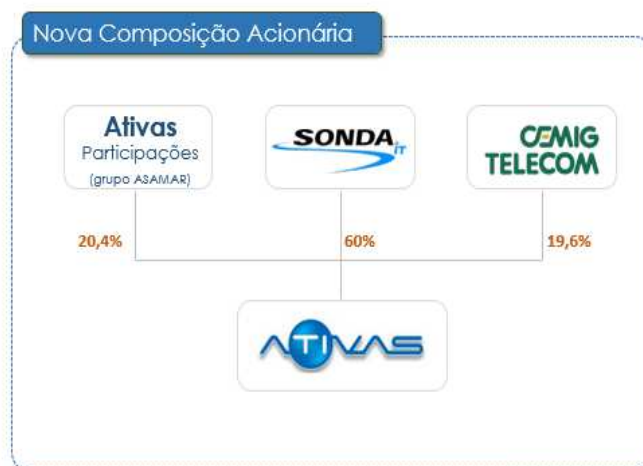 Nova Composição Acionária
Ativas
Participações
(grupo ASAMAR)
SONDA IT
CEMIG
TELECOM
20,4%
60%
19,6%
ATIVAS